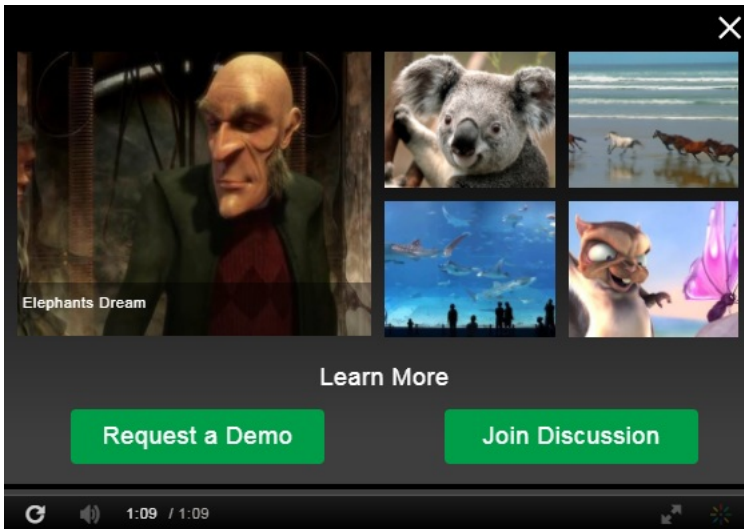 Elephants Dream
Learn More
Request a Demo
Join Discussion
1:09 / 1:09